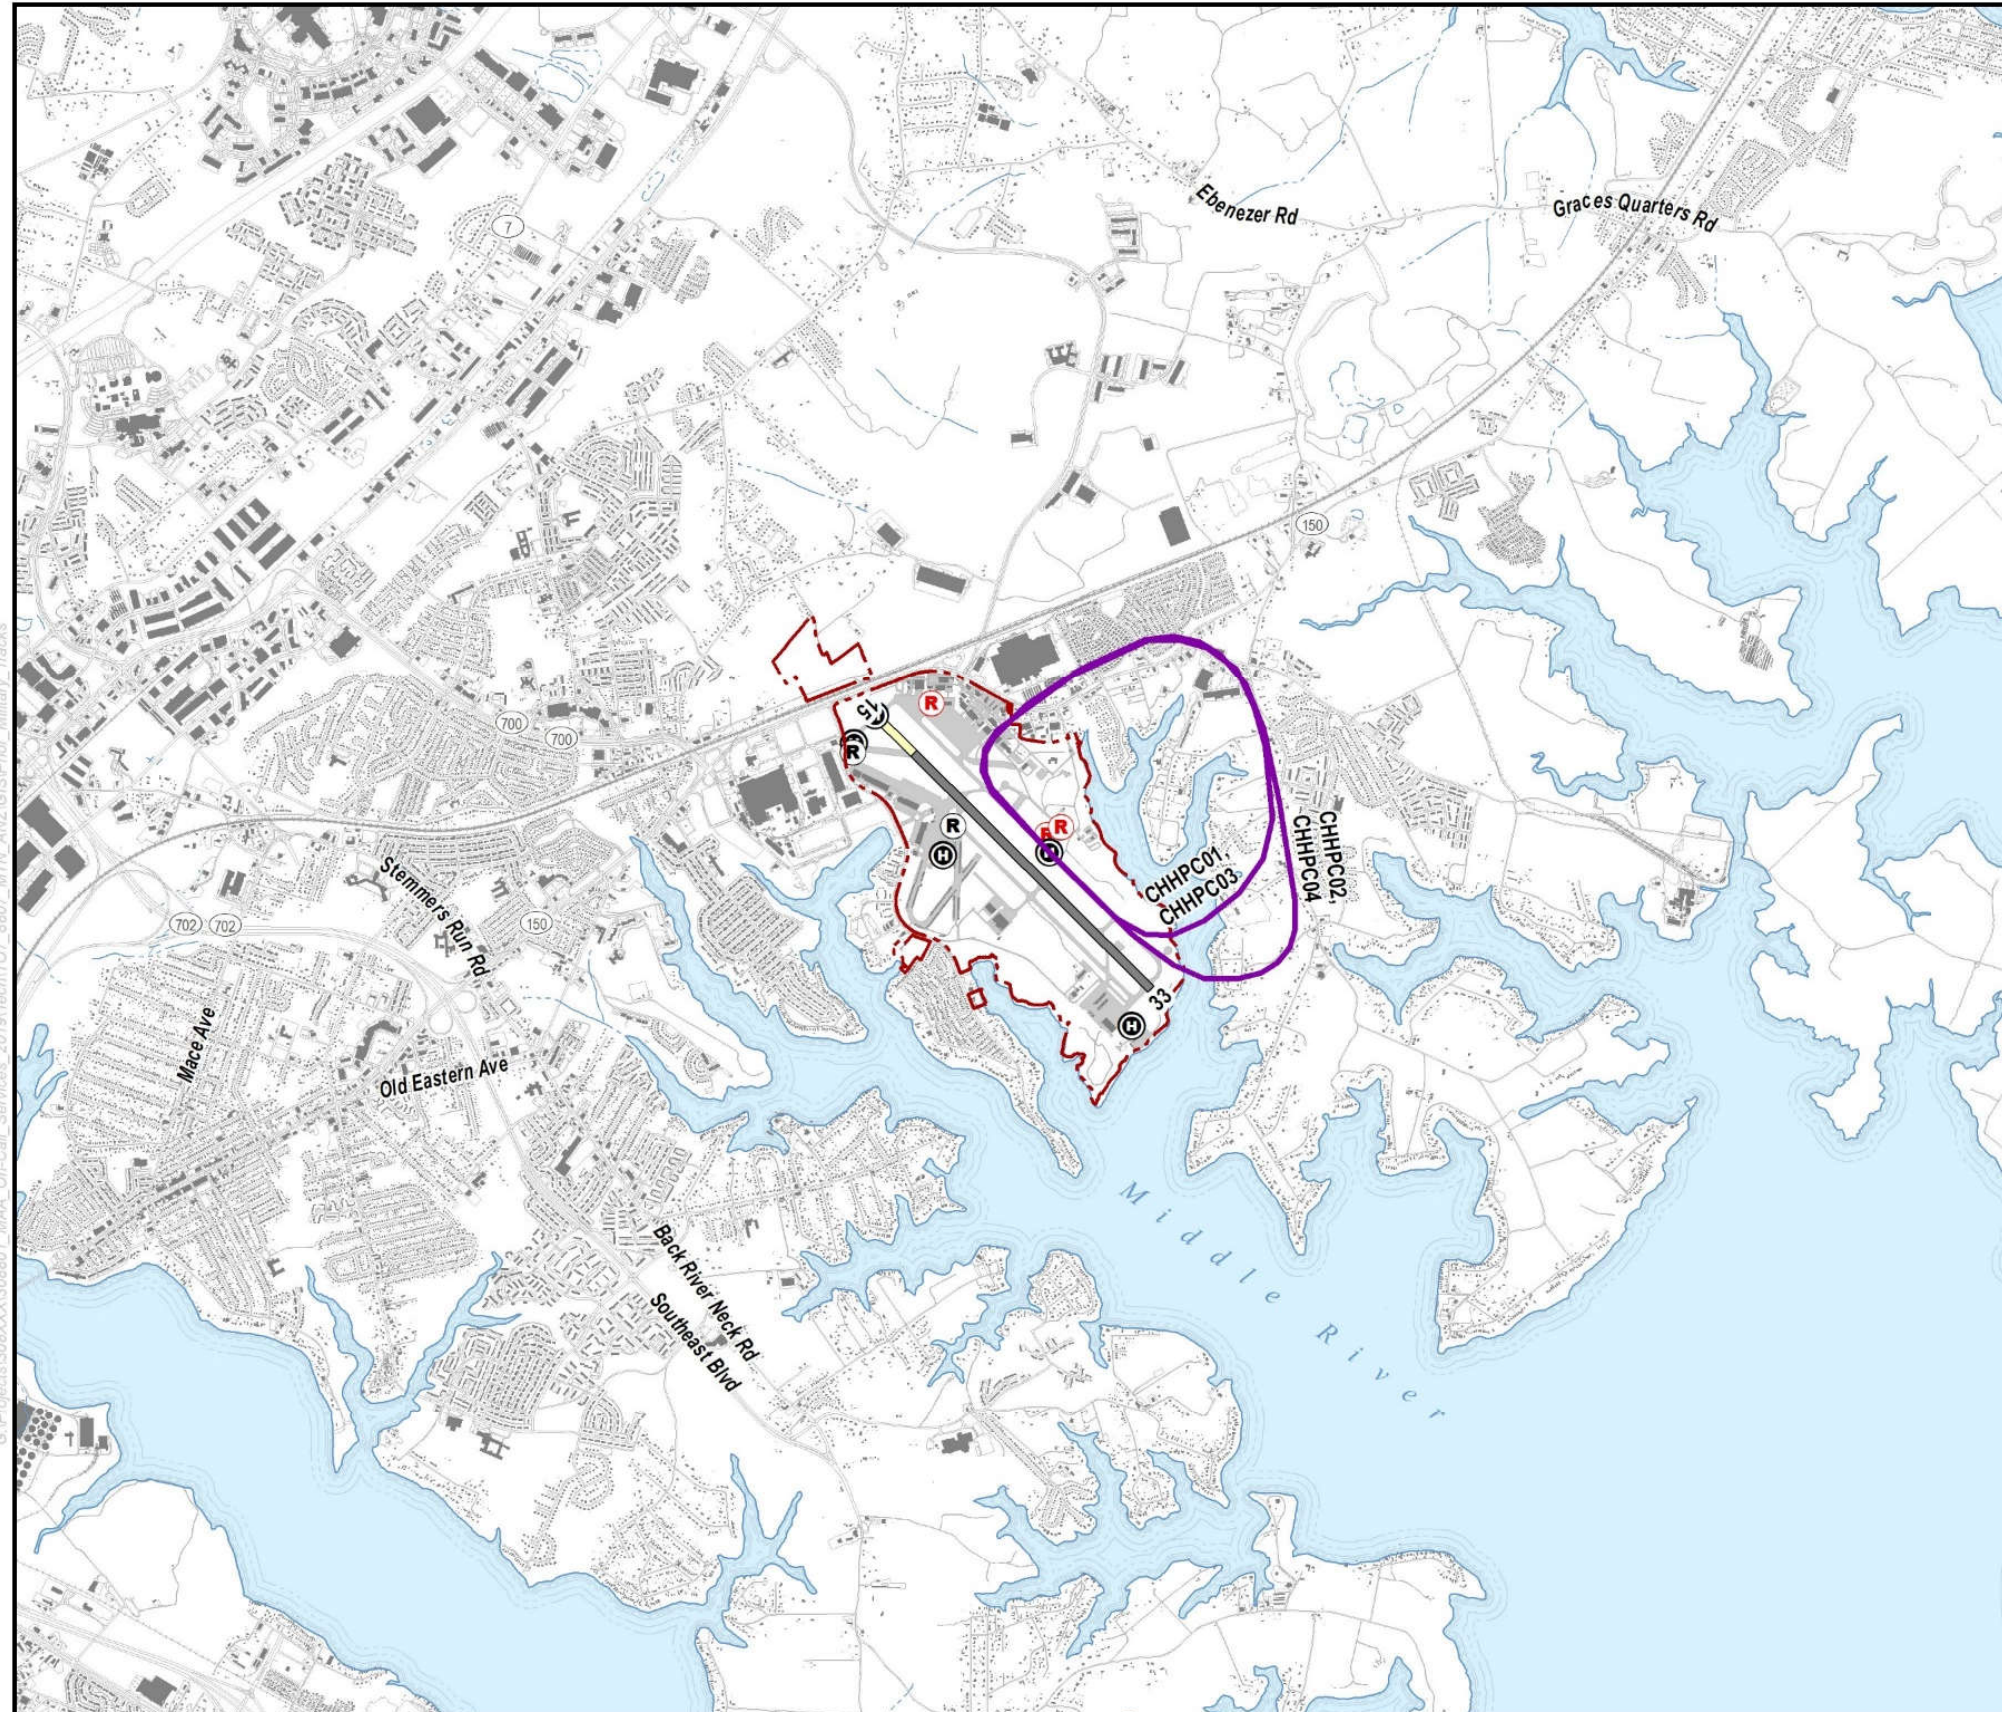 Ebenezer Rd
Graces Quarters Rd
7
150
15
R
R
R
700
700
R
R
H
H
CHHPC01,
CHHPC03
CHHPC02,
CHHPC04
Stemmers Run Rd
702
702
150
33
H
Mace Ave
Old Eastern Ave
Middle River
Back River Neck Rd
Southeast Blvd